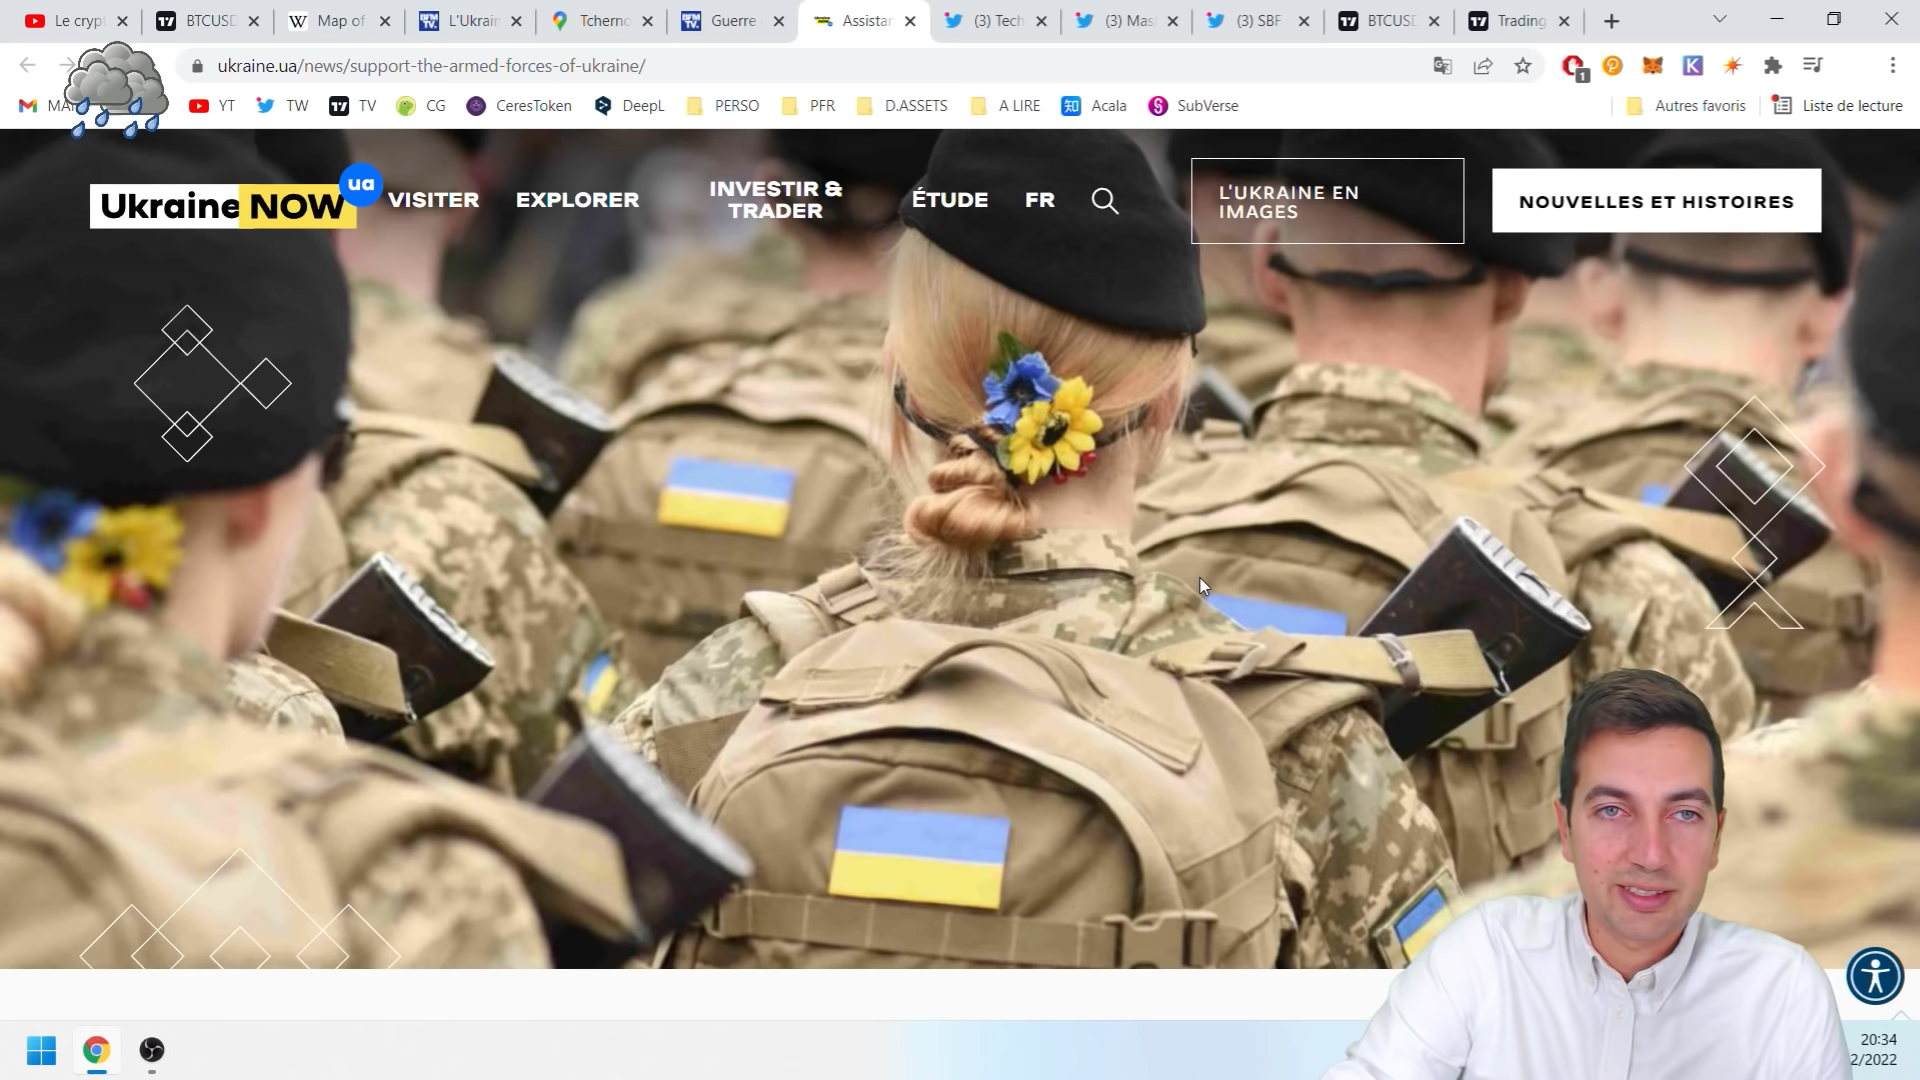 Le crypt
BTCUSD
Map of
L'Ukrain
Tcherno
Guerre
Assistan
(3) Tech
(3) Mas
(3) SBF
BTCUSD
Trading
ukraine.ua/news/support-the-armed-forces-of-ukraine/
1
YT
TW
TV
CG
CeresToken
DeepL
PERSO
PFR
D.ASSETS
A LIRE
Acala
SubVerse
Autres favoris
Liste de lecture
Ukraine NOW
ua
VISITER
EXPLORER
INVESTIR &
TRADER
ÉTUDE
FR
L'UKRAINE EN
IMAGES
NOUVELLES ET HISTOIRES
20:34
2/2022